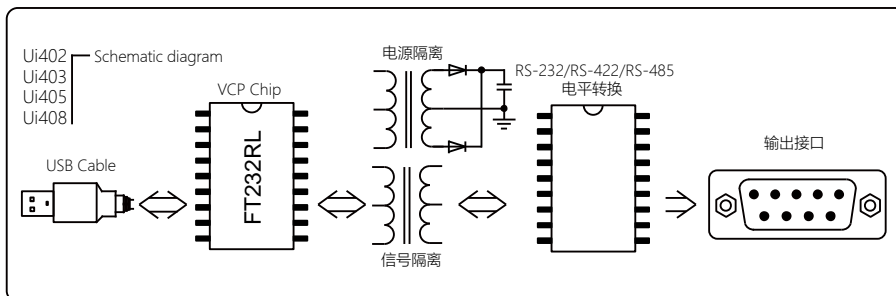 Ui402
Schematic diagram
Ui403
Ui405
Ui408
USB Cable
VCP Chip
FT232RL
电源隔离
信号隔离
RS-232/RS-422/RS-485
电平转换
输出接口